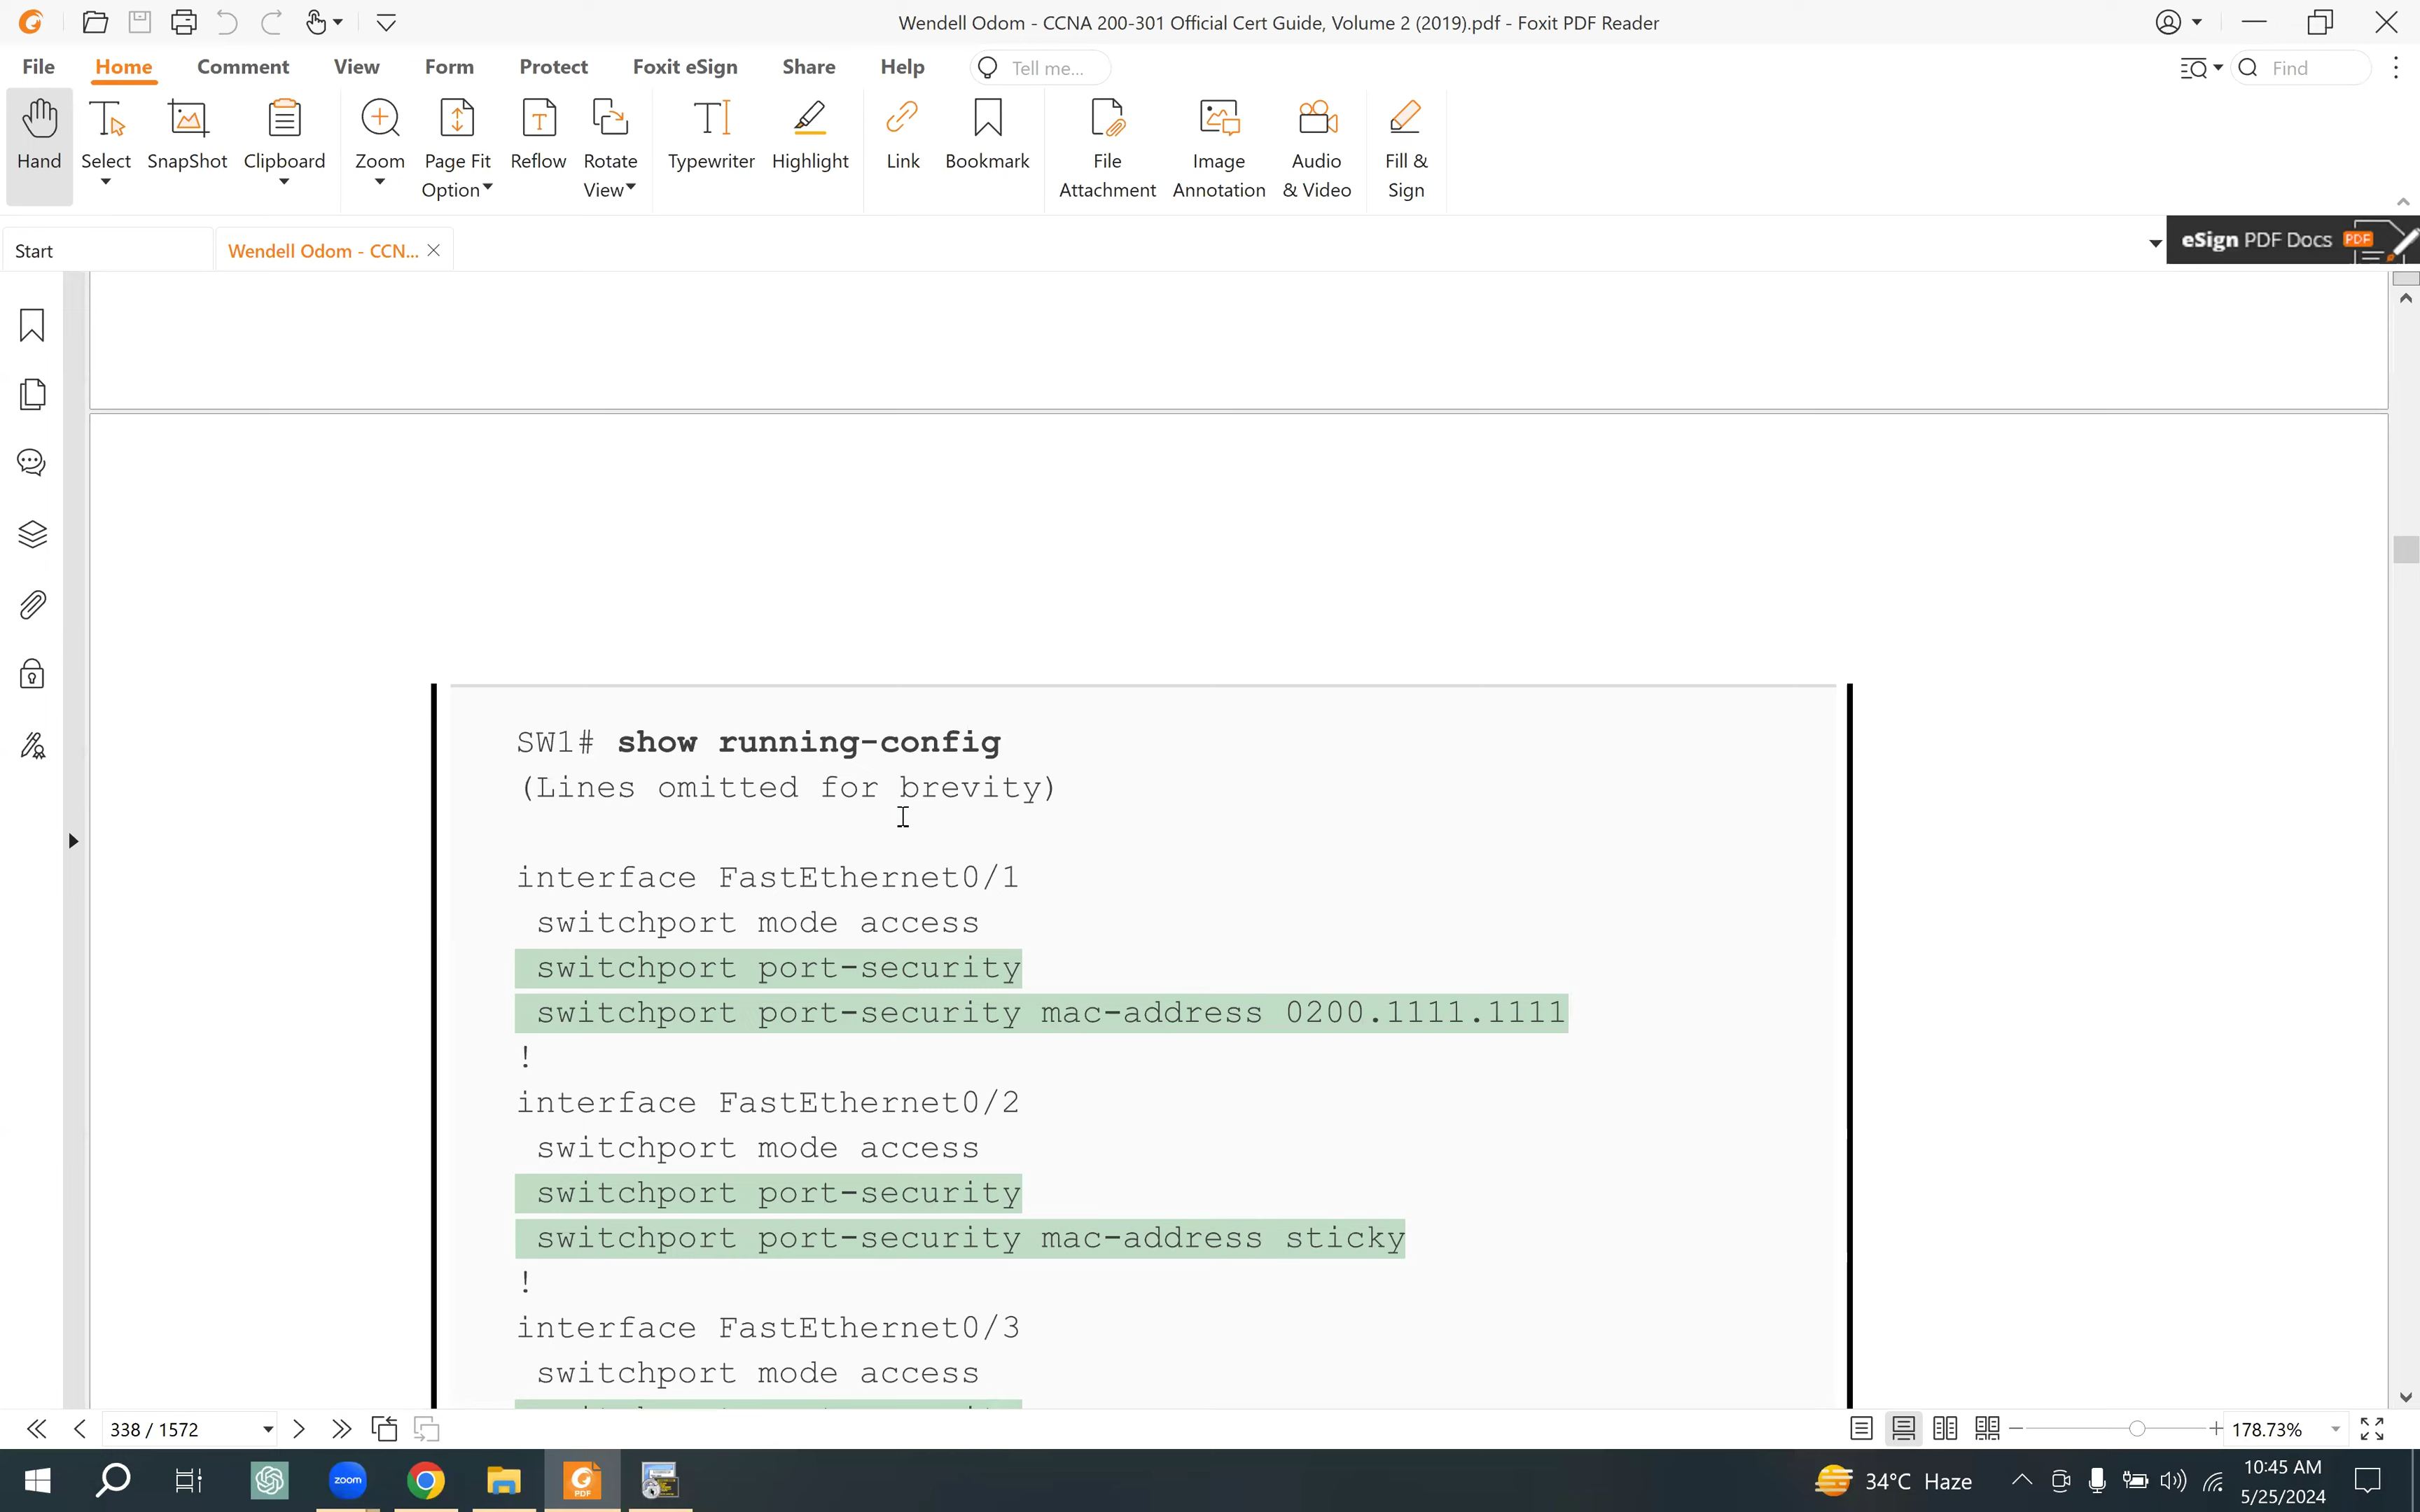 Wendell Odom - CCNA 200-301 Official Cert Guide, Volume 2 (2019).pdf - Foxit PDF Reader
File Home Comment View Form Protect Foxit eSign Share Help Tell me... Find
Hand Select SnapShot Clipboard Zoom Page Fit Option Reflow Rotate View Typewriter Highlight Link Bookmark File Attachment Image Annotation Audio & Video Fill & Sign
Start Wendell Odom - CCN... eSign PDF Docs PDF
SW1# show running-config
(Lines omitted for brevity)
interface FastEthernet0/1
switchport mode access
switchport port-security
switchport port-security mac-address 0200.1111.1111
!
interface FastEthernet0/2
switchport mode access
switchport port-security
switchport port-security mac-address sticky
!
interface FastEthernet0/3
switchport mode access
338 / 1572 178.73%
zoom PDF 34°C Haze 10:45 AM
5/25/2024